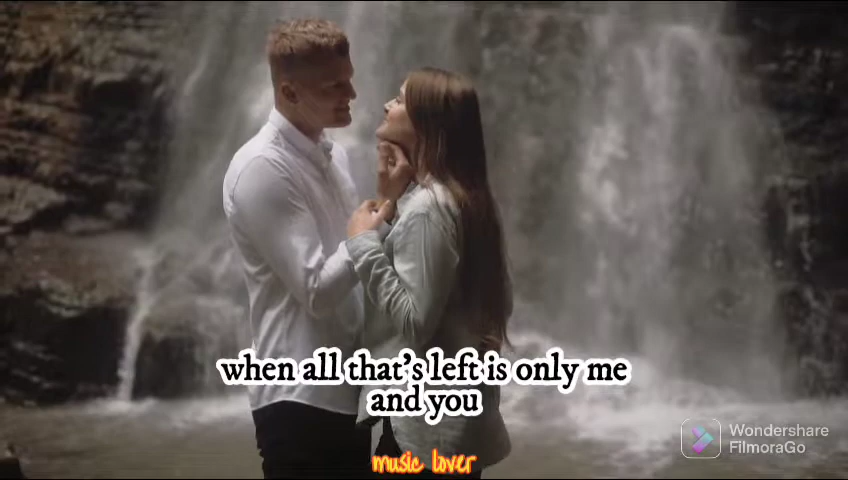 when all that's left is only me
and you
Wondershare
FilmoraGo
music lover